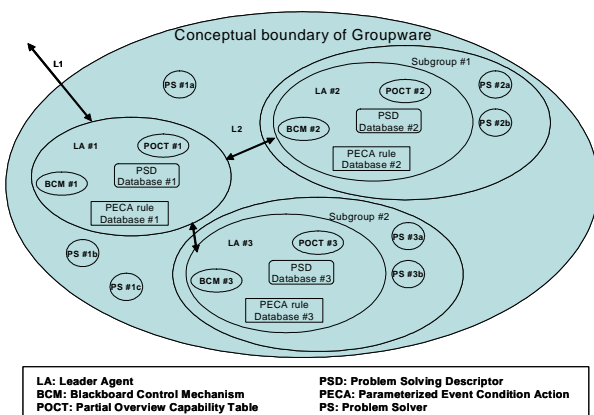 Conceptual boundary of Groupware
L1
PS #1a
L2
LA #1
POCT #1
BCM #1
PSD
Database #1
PECA rule
Database #1
PS #1b
PS #1c
Subgroup #1
LA #2
POCT #2
BCM #2
PSD
Database #2
PECA rule
Database #2
PS #2a
PS #2b
Subgroup #2
LA #3
POCT #3
BCM #3
PSD
Database #3
PECA rule
Database #3
PS #3a
PS #3b
LA: Leader Agent
BCM: Blackboard Control Mechanism
POCT: Partial Overview Capability Table
PSD: Problem Solving Descriptor
PECA: Parameterized Event Condition Action
PS: Problem Solver